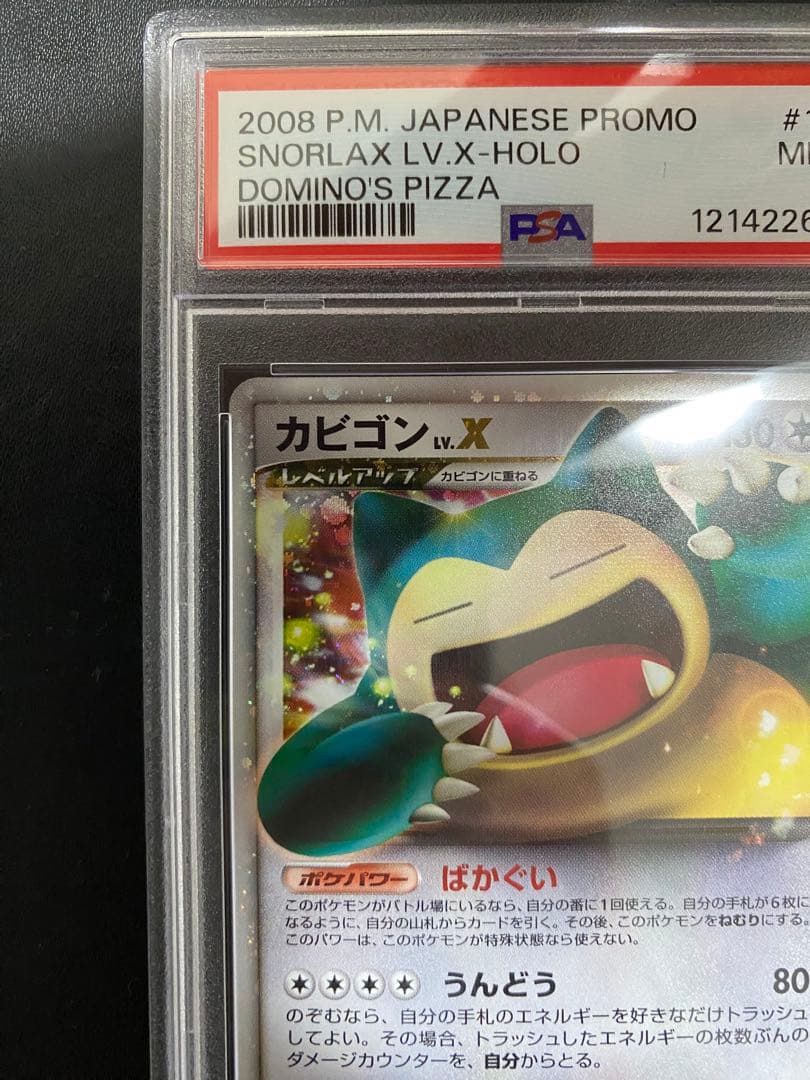 2008 P.M. JAPANESE PROMO #1
SNORLAX LV.X-HOLO
DOMINO'S PIZZA
PSA 1214226
カビゴン LV.X 130
レベルアップ カビゴンに重ねる
ポケパワー ばかぐい
このポケモンがバトル場にいるなら、自分の番に1回使える。自分の手札が6枚に
なるように、自分の山札からカードを引く。その後、このポケモンをねむりにする。
このパワーは、このポケモンが特殊状態なら使えない。
うんどう 80
のぞむなら、自分の手札のエネルギーを好きなだけトラッシュ
してよい。その場合、トラッシュしたエネルギーの枚数ぶんの
ダメージカウンターを、自分からとる。